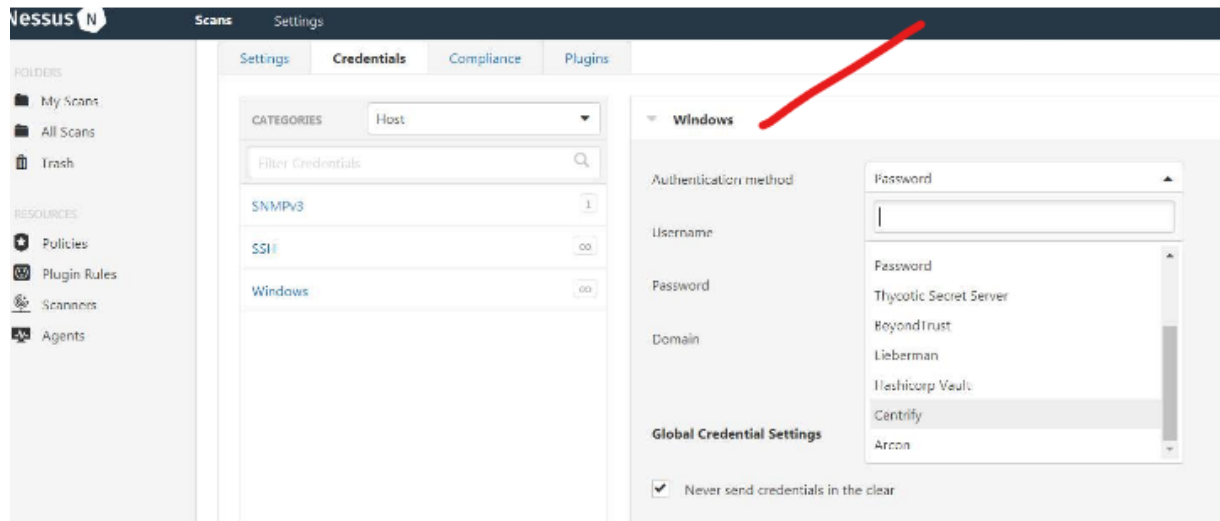 Nessus N
Scans Settings
FOLDERS
My Scans
All Scans
Trash
RESOURCES
Policies
Plugin Rules
Scanners
Agents
Settings Credentials Compliance Plugins
CATEGORIES Host
Filter Credentials
SNMPv3 1
SSH ∞
Windows ∞
Windows
Authentication method Password
Username
Password
Domain
Password
Thycotic Secret Server
BeyondTrust
Lieberman
Hashicorp Vault
Centrify
Arcon
Global Credential Settings
Never send credentials in the clear